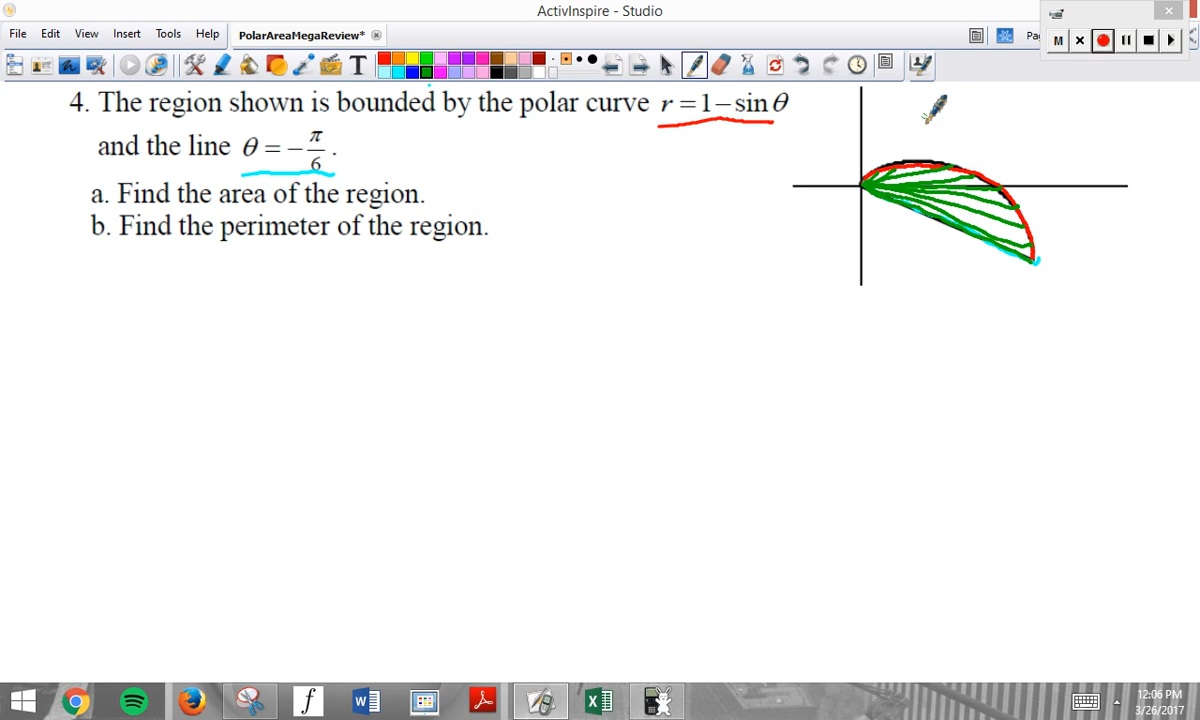 ActivInspire - Studio
File Edit View Insert Tools Help PolarAreaMegaReview*
M
T
4. The region shown is bounded by the polar curve r = 1 − sin θ
and the line θ = −π/6.
a. Find the area of the region.
b. Find the perimeter of the region.
12:06 PM
3/26/2017